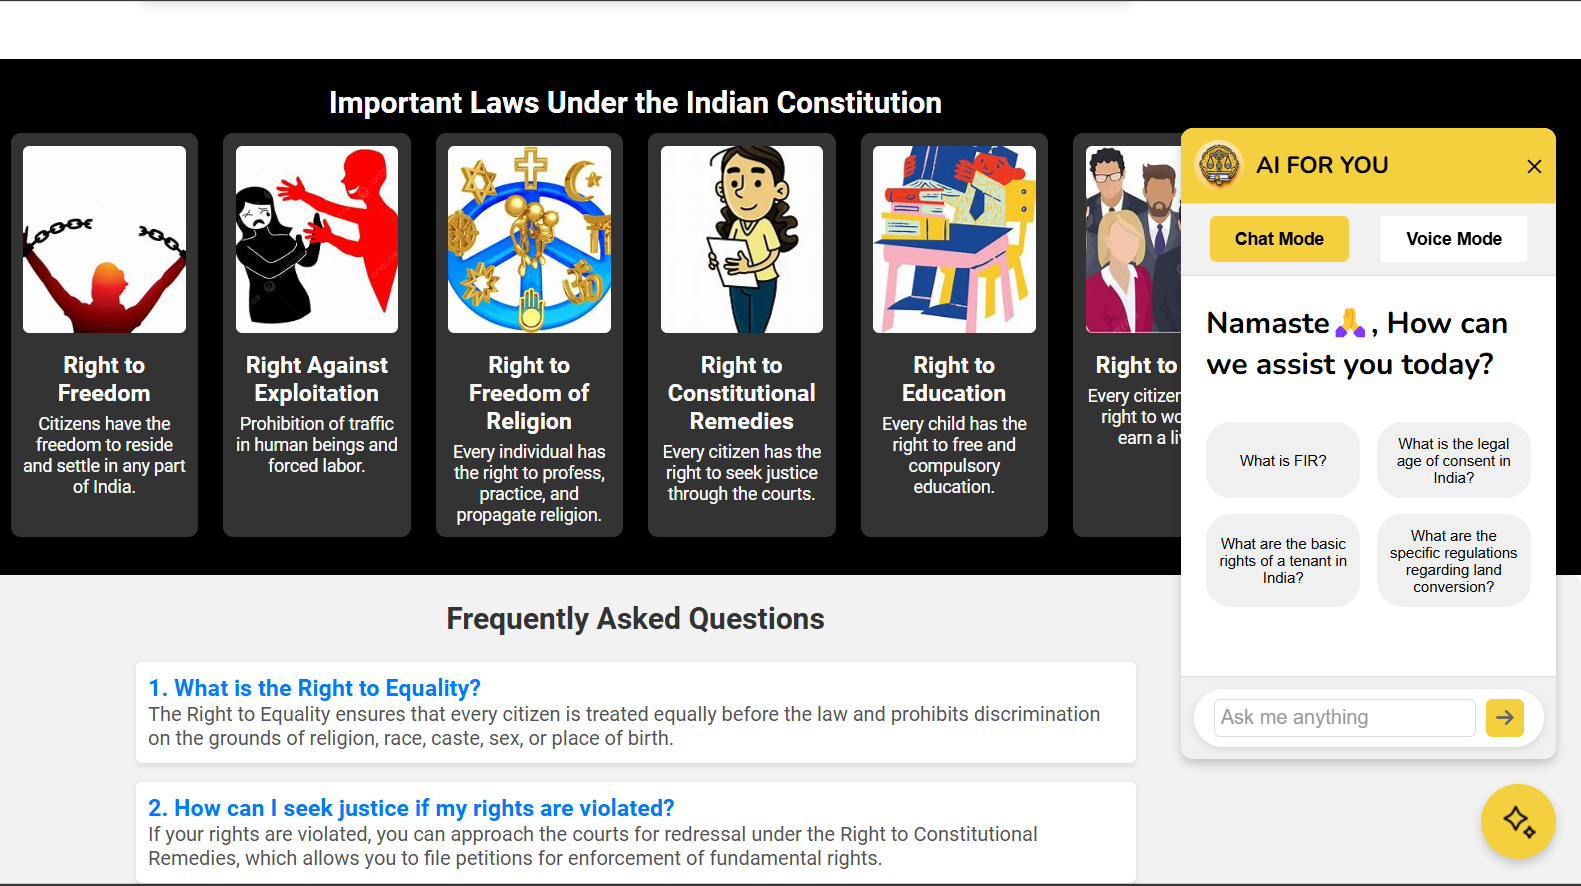 Important Laws Under the Indian Constitution
Right to
Freedom
Citizens have the
freedom to reside
and settle in any part
of India.
Right Against
Exploitation
Prohibition of traffic
in human beings and
forced labor.
Right to
Freedom of
Religion
Every individual has
the right to profess,
practice, and
propagate religion.
Right to
Constitutional
Remedies
Every citizen has the
right to seek justice
through the courts.
Right to
Education
Every child has the
right to free and
compulsory
education.
Right to
Every
right to
earn a
AI FOR YOU
×
Chat Mode
Voice Mode
Namaste🙏, How can
we assist you today?
What is FIR?
What is the legal
age of consent in
India?
What are the basic
rights of a tenant in
India?
What are the
specific regulations
regarding land
conversion?
Ask me anything
Frequently Asked Questions
1. What is the Right to Equality?
The Right to Equality ensures that every citizen is treated equally before the law and prohibits discrimination
on the grounds of religion, race, caste, sex, or place of birth.
2. How can I seek justice if my rights are violated?
If your rights are violated, you can approach the courts for redressal under the Right to Constitutional
Remedies, which allows you to file petitions for enforcement of fundamental rights.